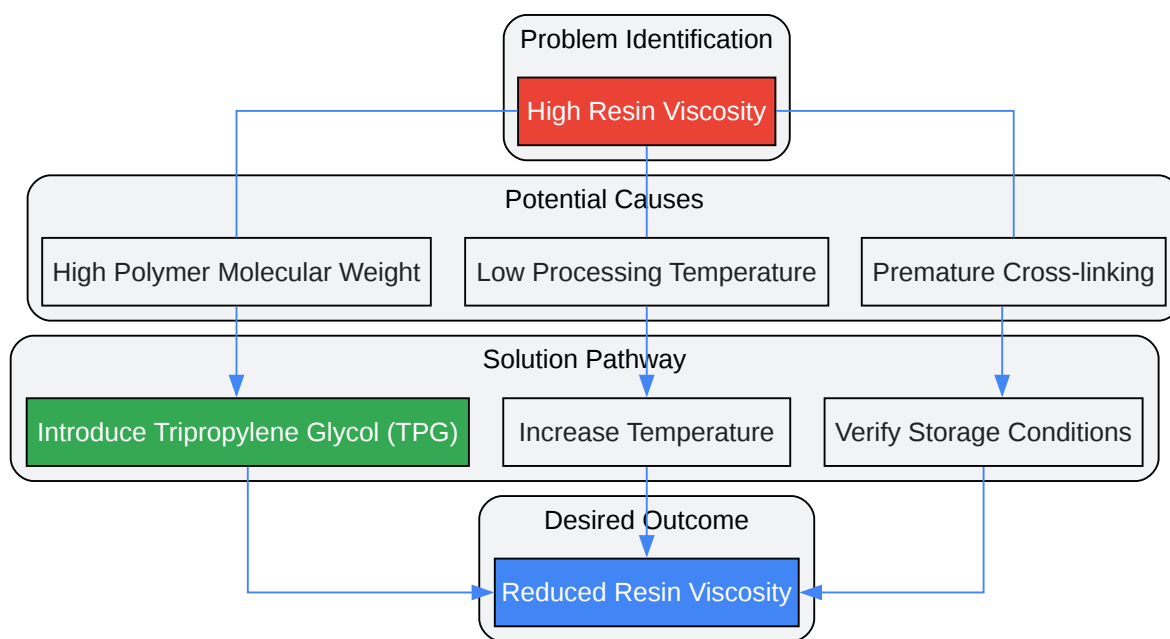 Problem Identification
High Resin Viscosity
Potential Causes
High Polymer Molecular Weight
Low Processing Temperature
Premature Cross-linking
Solution Pathway
Introduce Tripropylene Glycol (TPG)
Increase Temperature
Verify Storage Conditions
Desired Outcome
Reduced Resin Viscosity